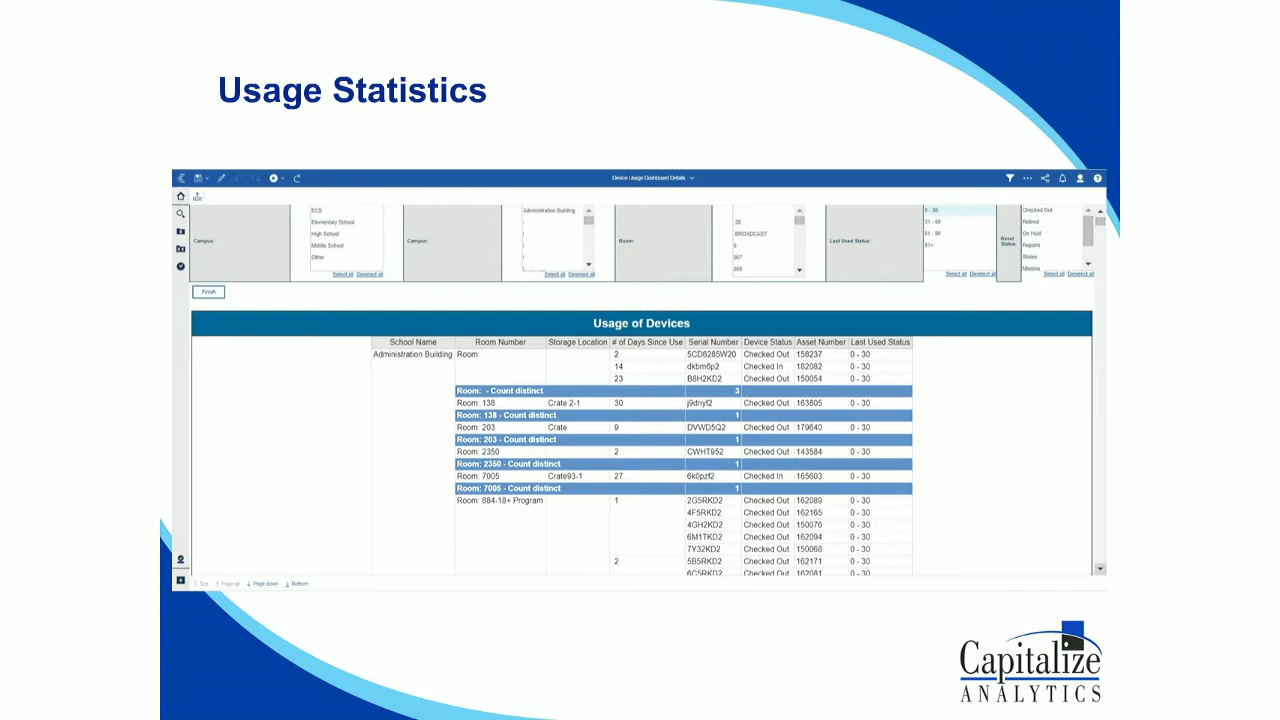 Usage Statistics
Device Usage Dashboard Details
Campus:
ECS
Elementary School
High School
Middle School
Other
Select all Deselect all
Campus:
Administration Building
Select all Deselect all
Room:
BROADCAST
Last Used Status:
0 - 30
31 - 60
61 - 90
91+
Select all Deselect all
Asset Status:
Checked Out
Retired
On Hold
Repairs
Stolen
Missing
Select all Deselect all
Finish
Usage of Devices
School Name Room Number Storage Location # of Days Since Use Serial Number Device Status Asset Number Last Used Status
Administration Building Room: 2 5CD6285W20 Checked Out 158237 0 - 30
14 dkbm6p2 Checked In 182082 0 - 30
23 B8H2KD2 Checked Out 150054 0 - 30
Room: - Count distinct 3
Room: 138 Crate 2-1 30 j9dnyf2 Checked Out 163805 0 - 30
Room: 138 - Count distinct 1
Room: 203 Crate 9 DVWD5Q2 Checked Out 179640 0 - 30
Room: 203 - Count distinct 1
Room: 2350 2 CWHT952 Checked Out 143584 0 - 30
Room: 2350 - Count distinct 1
Room: 7005 Crate93-1 27 6k0pzf2 Checked In 165603 0 - 30
Room: 7005 - Count distinct 1
Room: 884-18+ Program 1 2G5RKD2 Checked Out 162089 0 - 30
4F5RKD2 Checked Out 162165 0 - 30
4GH2KD2 Checked Out 150076 0 - 30
6M1TKD2 Checked Out 162094 0 - 30
7Y32KD2 Checked Out 150068 0 - 30
2 5B5RKD2 Checked Out 162171 0 - 30
6C5RKD2 Checked Out 162081 0 - 30
Top Page up Page down Bottom
Capitalize
ANALYTICS